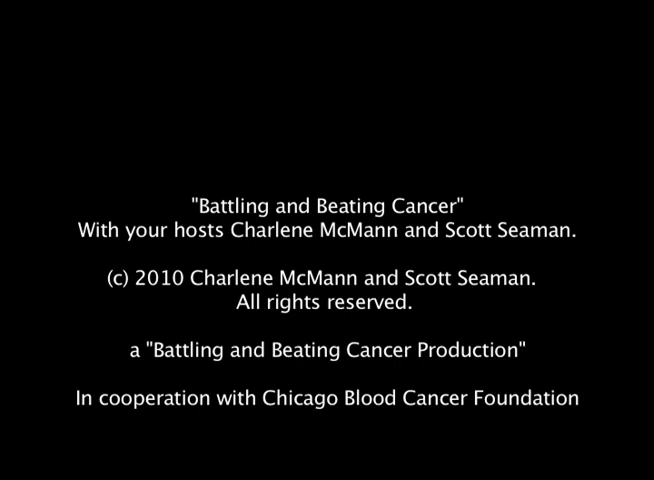 "Battling and Beating Cancer"
With your hosts Charlene McMann and Scott Seaman.
(c) 2010 Charlene McMann and Scott Seaman.
All rights reserved.
a "Battling and Beating Cancer Production"
In cooperation with Chicago Blood Cancer Foundation